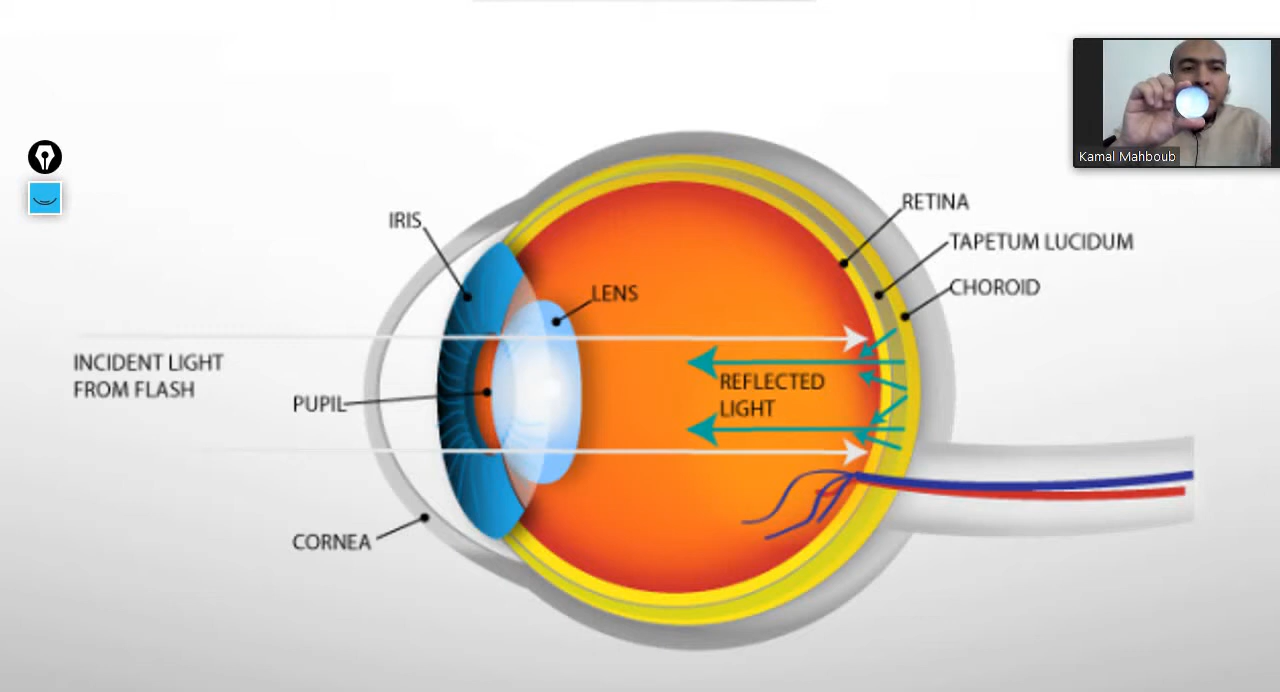 Kamal Mahboub
IRIS
RETINA
TAPETUM LUCIDUM
CHOROID
LENS
INCIDENT LIGHT
FROM FLASH
PUPIL
REFLECTED
LIGHT
CORNEA